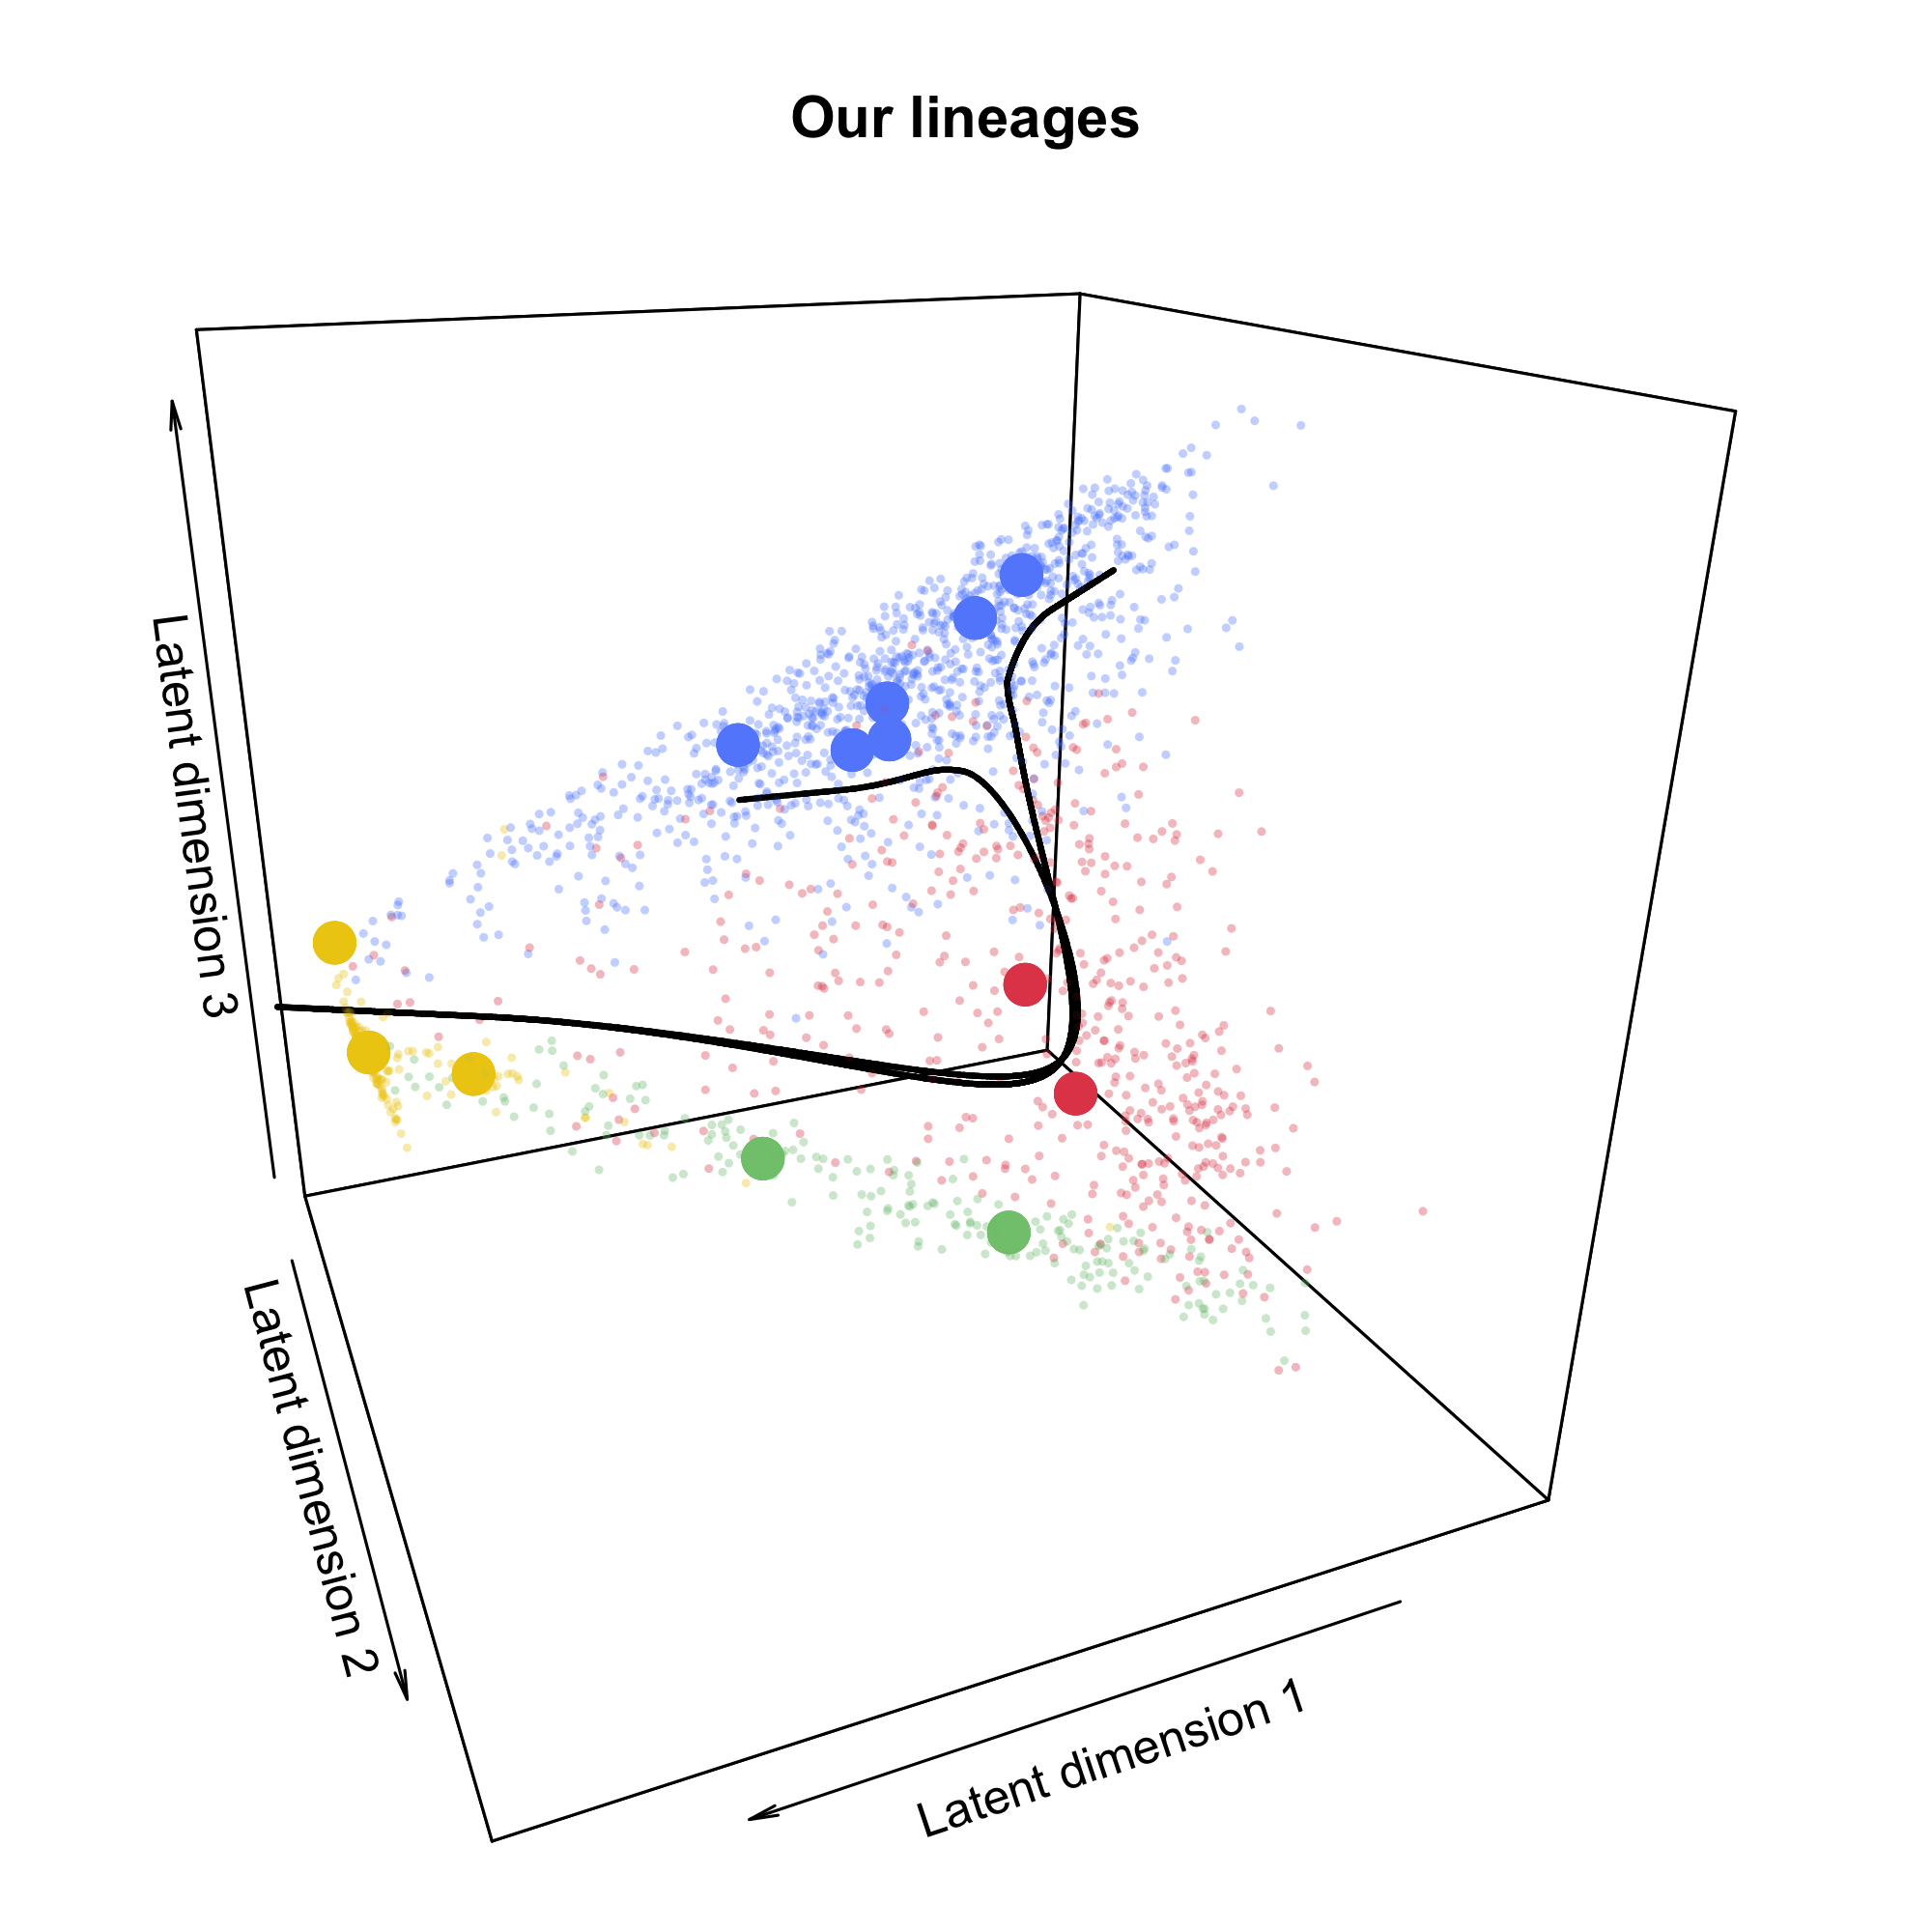 Our lineages
Latent dimension 3
Latent dimension 2
Latent dimension 1